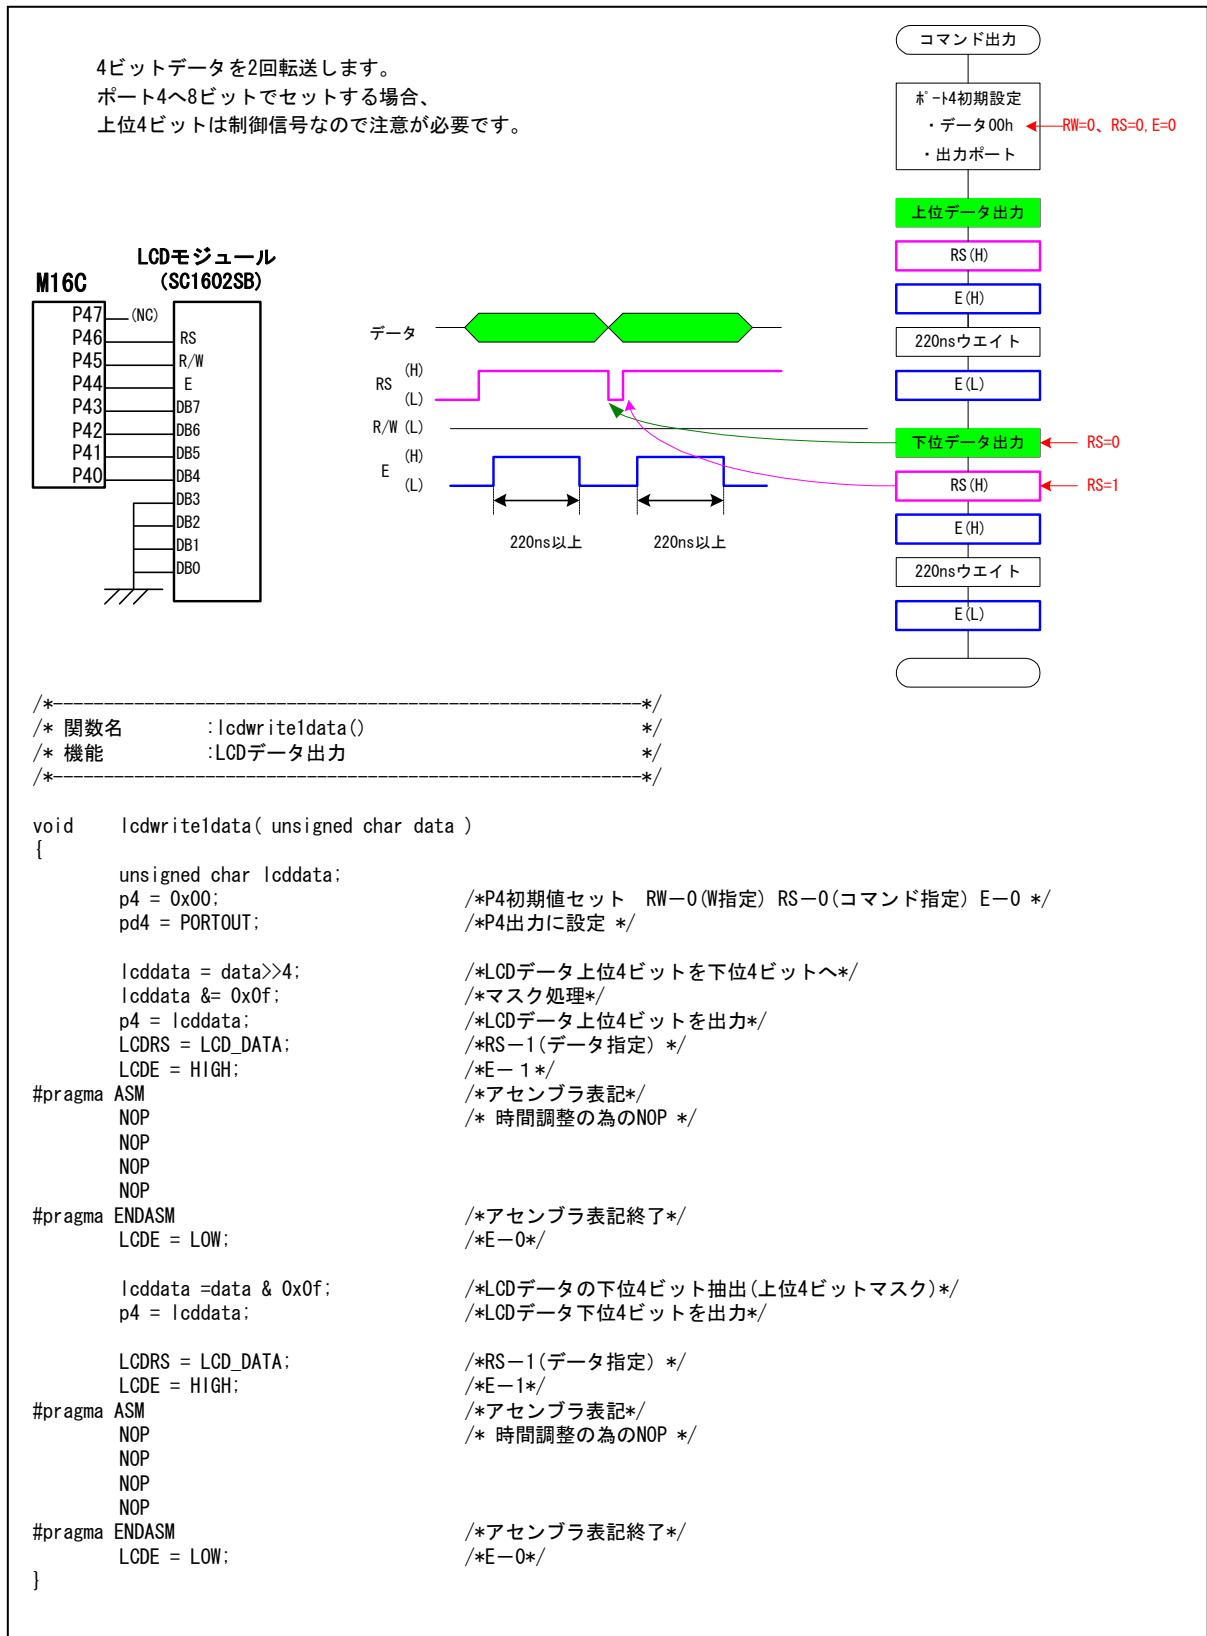 4ビットデータを2回転送します。
ポート4へ8ビットでセットする場合、
上位4ビットは制御信号なので注意が必要です。
コマンド出力
ﾎﾟｰﾄ4初期設定
・データ00h
・出力ポート
RW=0、RS=0,E=0
上位データ出力
RS(H)
E(H)
220nsウエイト
E(L)
下位データ出力
RS=0
RS(H)
RS=1
E(H)
220nsウエイト
E(L)
LCDモジュール
(SC1602SB)
M16C
P47
(NC)
P46
RS
P45
R/W
P44
E
P43
DB7
P42
DB6
P41
DB5
P40
DB4
DB3
DB2
DB1
DB0
データ
RS
(H)
(L)
R/W (L)
E
(H)
(L)
220ns以上
220ns以上
/*----------------------------------------------------------*/
/* 関数名 :lcdwrite1data() */
/* 機能 :LCDデータ出力 */
/*----------------------------------------------------------*/
void lcdwrite1data( unsigned char data )
{
unsigned char lcddata;
p4 = 0x00; /*P4初期値セット RW－0(W指定) RS－0(コマンド指定) E－0 */
pd4 = PORTOUT; /*P4出力に設定 */
lcddata = data>>4; /*LCDデータ上位4ビットを下位4ビットへ*/
lcddata &= 0x0f; /*マスク処理*/
p4 = lcddata; /*LCDデータ上位4ビットを出力*/
LCDRS = LCD_DATA; /*RS－1(データ指定) */
LCDE = HIGH; /*E－１*/
#pragma ASM /*アセンブラ表記*/
NOP /* 時間調整の為のNOP */
NOP
NOP
NOP
#pragma ENDASM /*アセンブラ表記終了*/
LCDE = LOW; /*E－0*/
lcddata =data & 0x0f; /*LCDデータの下位4ビット抽出(上位4ビットマスク)*/
p4 = lcddata; /*LCDデータ下位4ビットを出力*/
LCDRS = LCD_DATA; /*RS－1(データ指定) */
LCDE = HIGH; /*E－1*/
#pragma ASM /*アセンブラ表記*/
NOP /* 時間調整の為のNOP */
NOP
NOP
NOP
#pragma ENDASM /*アセンブラ表記終了*/
LCDE = LOW; /*E－0*/
}